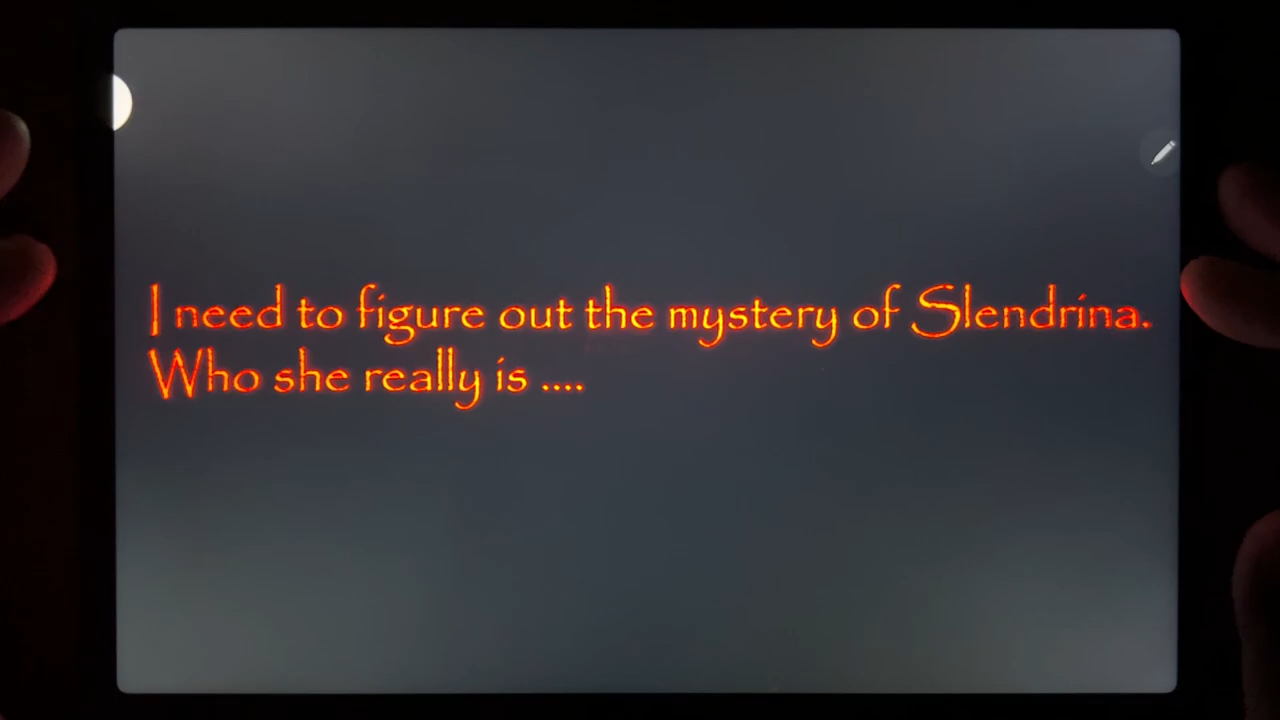 I need to figure out the mystery of Slendrina.
Who she really is ....